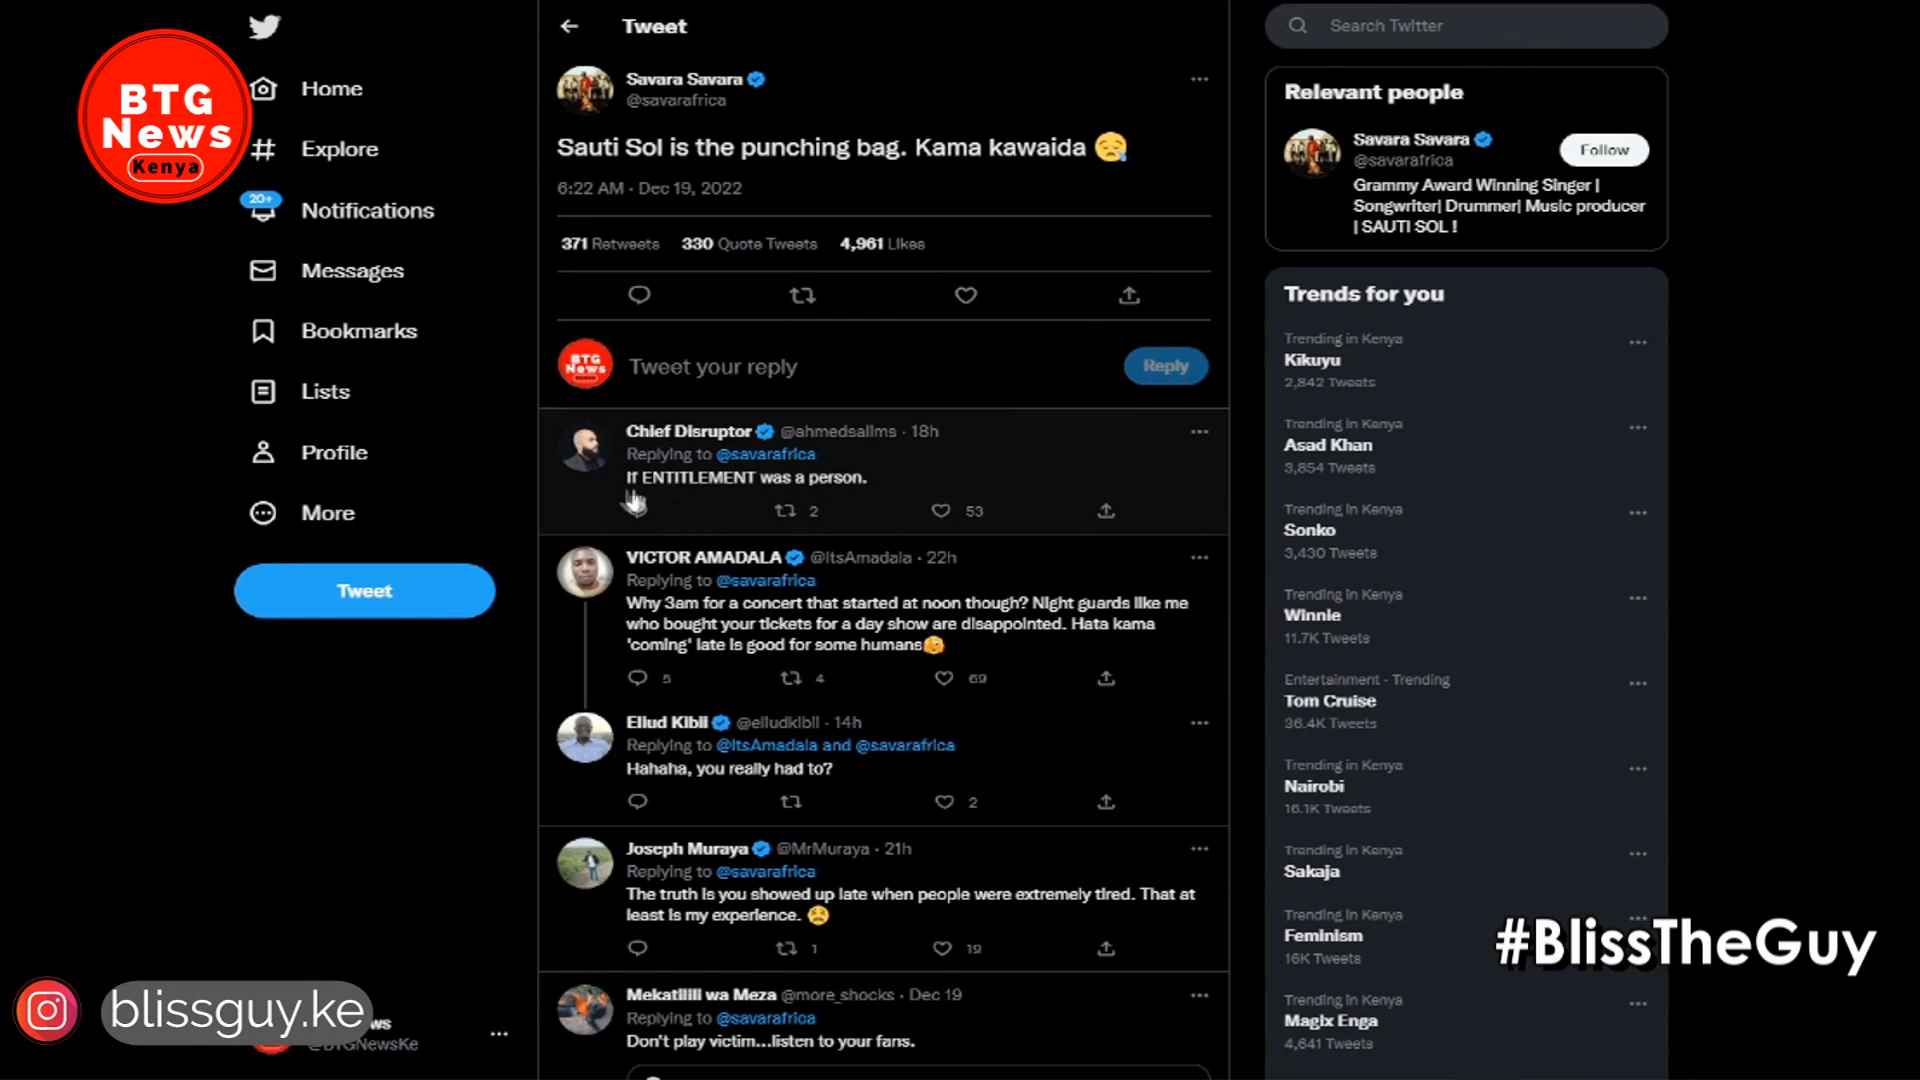 BTG
News
Kenya
Home
Explore
20+
Notifications
Messages
Bookmarks
Lists
Profile
More
Tweet
blissguy.ke
ws
@BTGNewsKe
Tweet
Savara Savara
@savarafrica
Sauti Sol is the punching bag. Kama kawaida
6:22 AM · Dec 19, 2022
371 Retweets 330 Quote Tweets 4,961 Likes
BTG
News
Tweet your reply
Reply
Chief Disruptor @ahmedsalims · 18h
Replying to @savarafrica
If ENTITLEMENT was a person.
2 53
VICTOR AMADALA @ItsAmadala · 22h
Replying to @savarafrica
Why 3am for a concert that started at noon though? Night guards like me
who bought your tickets for a day show are disappointed. Hata kama
'coming' late is good for some humans
5 4 69
Eliud Kibii @eliudkibii · 14h
Replying to @ItsAmadala and @savarafrica
Hahaha, you really had to?
2
Joseph Muraya @MrMuraya · 21h
Replying to @savarafrica
The truth is you showed up late when people were extremely tired. That at
least is my experience.
1 19
Mekatilili wa Meza @more_shocks · Dec 19
Replying to @savarafrica
Don't play victim...listen to your fans.
Search Twitter
Relevant people
Savara Savara
@savarafrica
Follow
Grammy Award Winning Singer |
Songwriter| Drummer| Music producer
| SAUTI SOL !
Trends for you
Trending in Kenya
Kikuyu
2,842 Tweets
Trending in Kenya
Asad Khan
3,854 Tweets
Trending in Kenya
Sonko
3,430 Tweets
Trending in Kenya
Winnie
11.7K Tweets
Entertainment · Trending
Tom Cruise
36.4K Tweets
Trending in Kenya
Nairobi
16.1K Tweets
Trending in Kenya
Sakaja
Trending in Kenya
Feminism
16K Tweets
Trending in Kenya
Magix Enga
4,641 Tweets
#BlissTheGuy